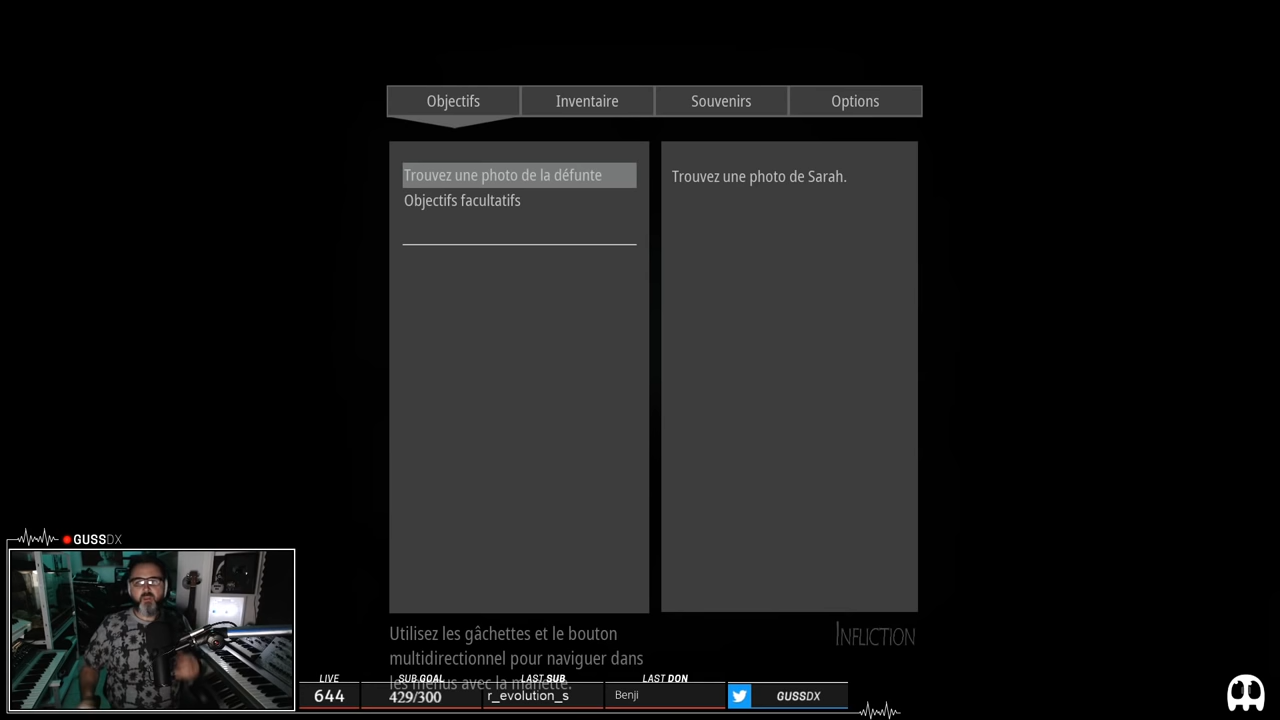 Objectifs
Inventaire
Souvenirs
Options
Trouvez une photo de la défunte
Objectifs facultatifs
Trouvez une photo de Sarah.
Utilisez les gâchettes et le bouton
multidirectionnel pour naviguer dans
les menus avec la manette.
INFLICTION
GUSSDX
LIVE
644
SUB GOAL
429/300
LAST SUB
r_evolution_s
LAST DON
Benji
GUSSDX